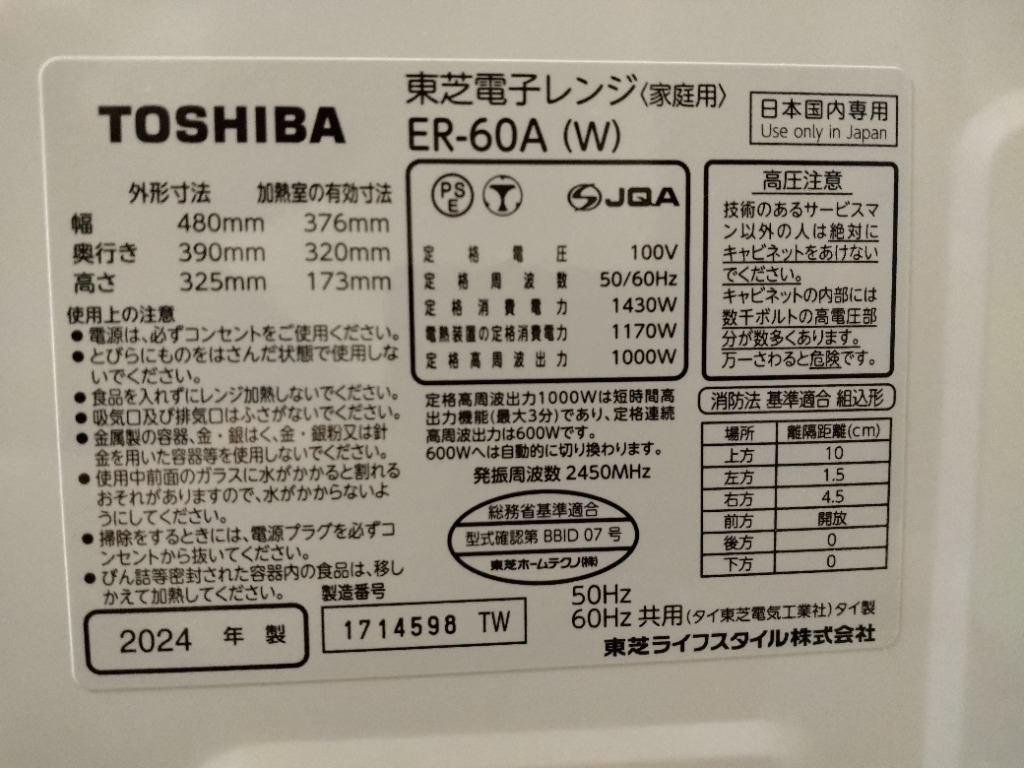 TOSHIBA
東芝電子レンジ〈家庭用〉
ER-60A (W)
日本国内専用
Use only in Japan
外形寸法 加熱室の有効寸法
幅 480mm 376mm
奥行き 390mm 320mm
高さ 325mm 173mm
使用上の注意
● 電源は、必ずコンセントをご使用ください。
● とびらにものをはさんだ状態で使用しな
いでください。
● 食品を入れずにレンジ加熱しないでください。
● 吸気口及び排気口はふさがないでください。
● 金属製の容器、金・銀はく、金・銀粉又は針
金を用いた容器等を使用しないでください。
● 使用中前面のガラスに水がかかると割れる
おそれがありますので、水がかからないよ
うにしてください。
● 掃除をするときには、電源プラグを必ずコ
ンセントから抜いてください。
● びん詰等密封された容器内の食品は、移し
かえて加熱してください。
2024 年 製
製造番号
1714598 TW
PS
E
JQA
定格電圧 100V
定格周波数 50/60Hz
定格消費電力 1430W
電熱装置の定格消費電力 1170W
定格高周波出力 1000W
定格高周波出力1000Wは短時間高
出力機能(最大3分)であり、定格連続
高周波出力は600Wです。
600Wへは自動的に切り換わります。
発振周波数 2450MHz
総務省基準適合
型式確認第 BBID 07 号
東芝ホームテクノ(株)
高圧注意
技術のあるサービスマ
ン以外の人は絶対に
キャビネットをあけない
でください。
キャビネットの内部には
数千ボルトの高電圧部
分が数多くあります。
万一さわると危険です。
消防法 基準適合 組込形
場所 離隔距離(cm)
上方 10
左方 1.5
右方 4.5
前方 開放
後方 0
下方 0
50Hz
60Hz 共用 (タイ東芝電気工業社)タイ製
東芝ライフスタイル株式会社